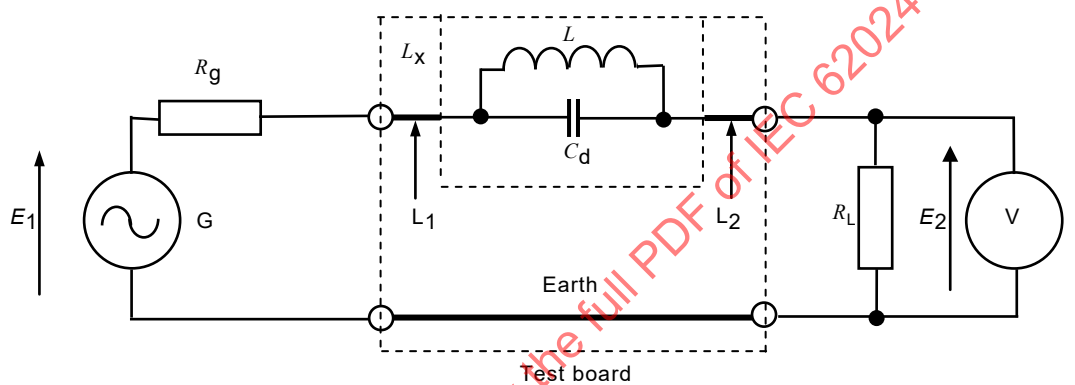 L
Lx
Rg
Cd
E1
G
L1
L2
RL
E2
V
Earth
Test board
the full PDF of IEC 62024